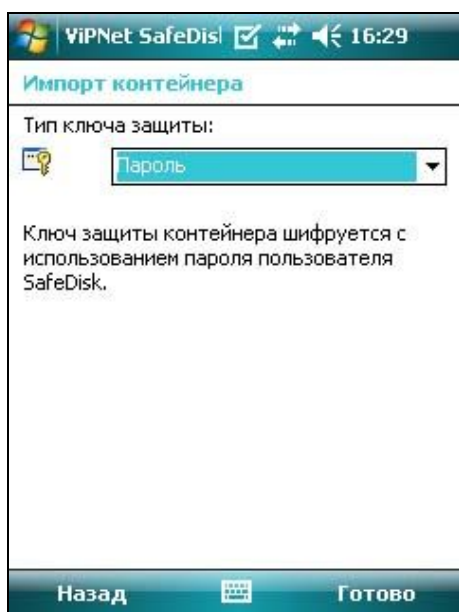 ViPNet SafeDisl 16:29
Импорт контейнера
Тип ключа защиты:
Пароль
Ключ защиты контейнера шифруется с
использованием пароля пользователя
SafeDisk.
Назад Готово